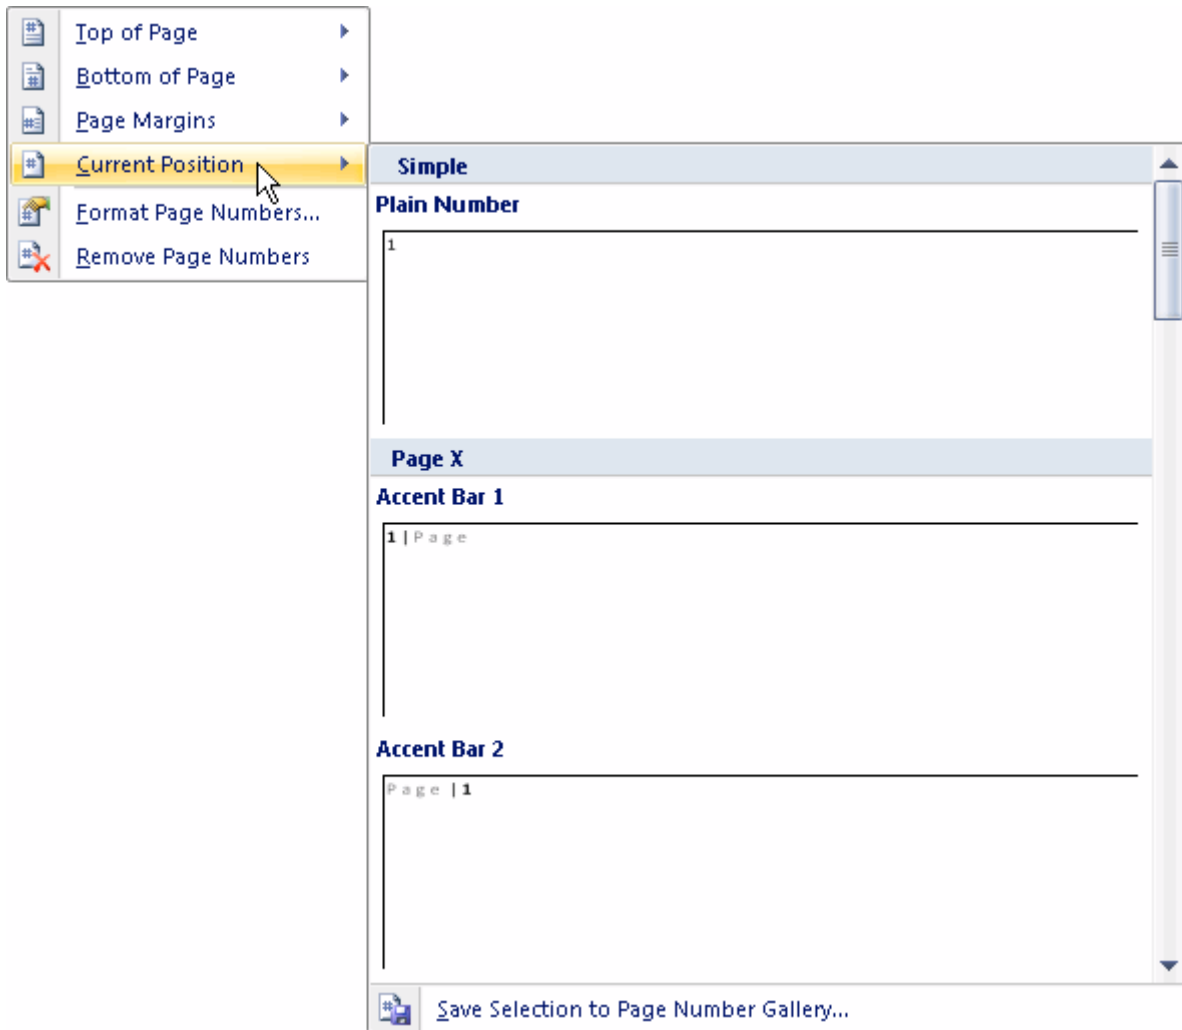 Top of Page
Bottom of Page
Page Margins
Current Position
Format Page Numbers...
Remove Page Numbers
Simple
Plain Number
1
Page X
Accent Bar 1
1 | Page
Accent Bar 2
Page | 1
Save Selection to Page Number Gallery...